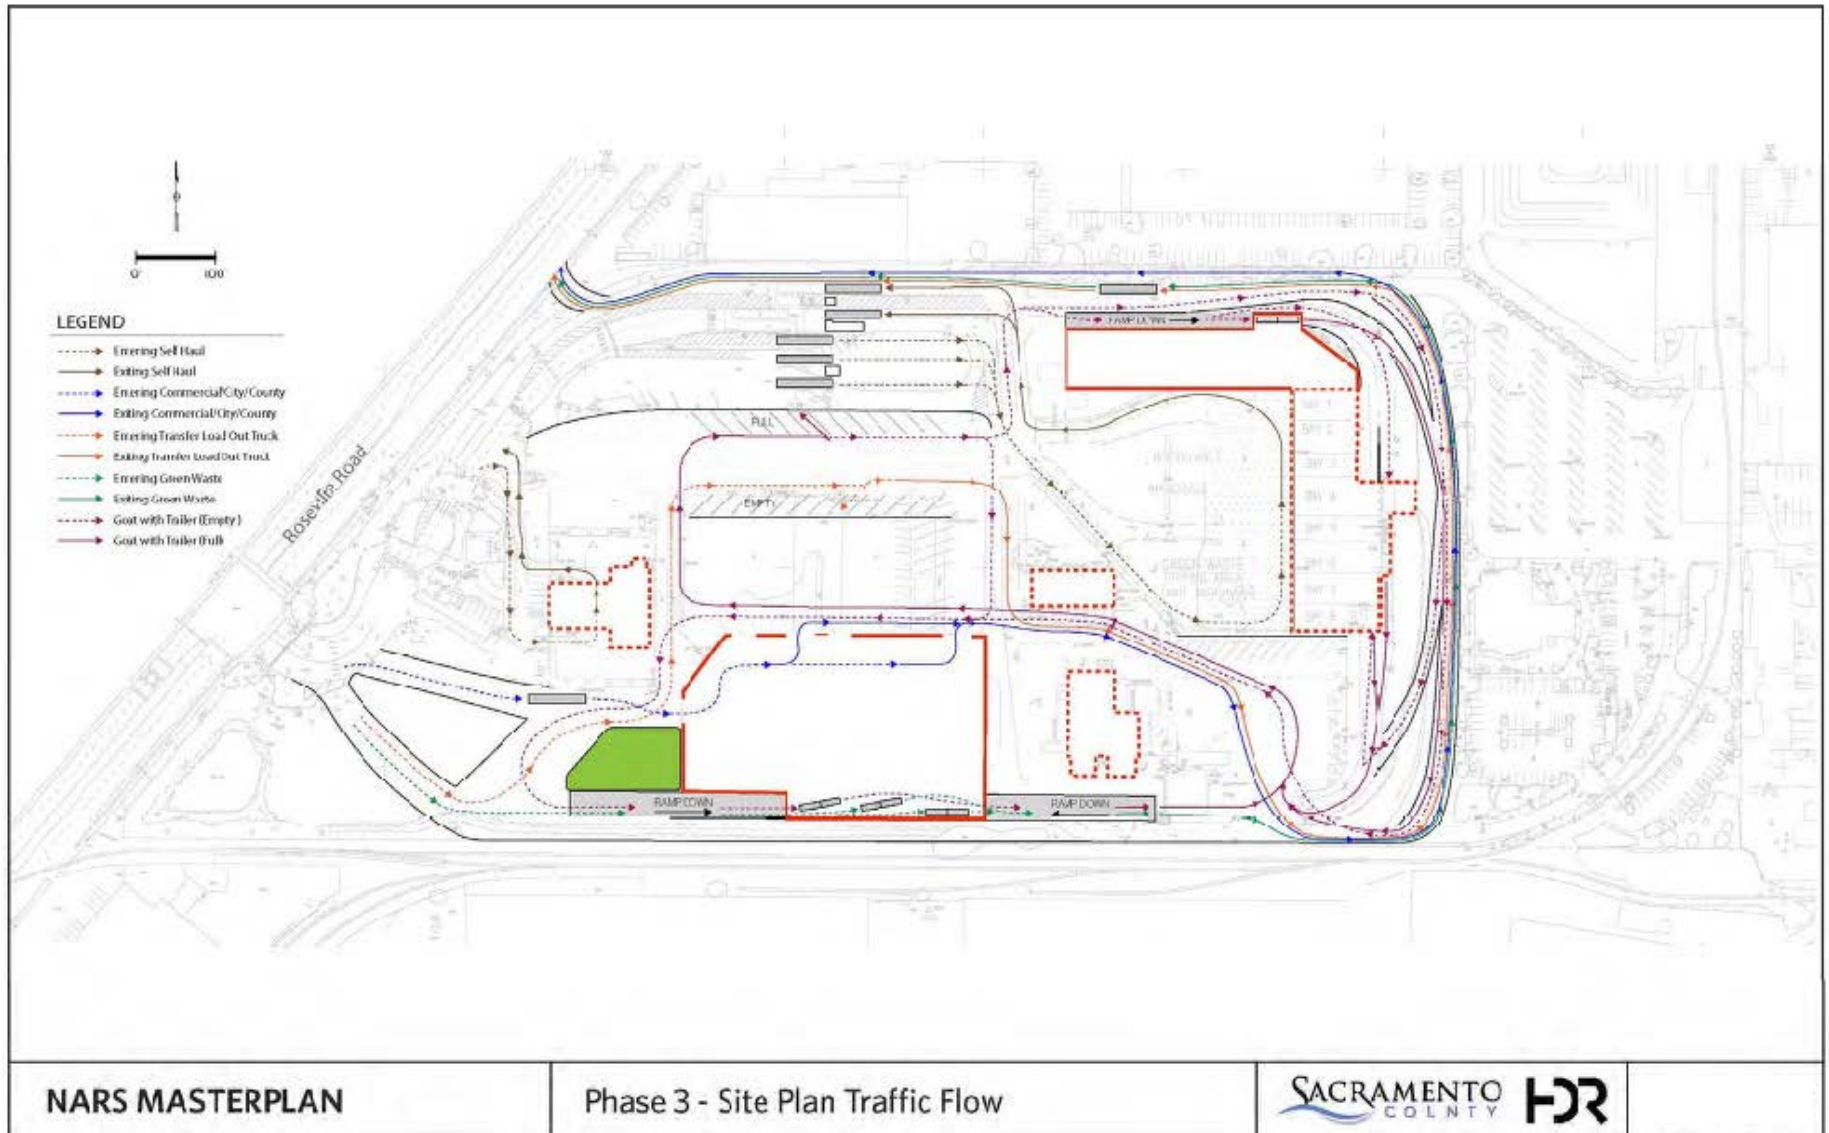 0'
100
LEGEND
Entering Self Haul
Exiting Self Haul
Entering Commercial/City/County
Exiting Commercial/City/County
Entering Transfer Load Out Truck
Exiting Transfer Load Out Truck
Entering Green Waste
Exiting Green Waste
Goat with Trailer (Empty)
Goat with Trailer (Full)
Roseville Road
RAMP DOWN
FULL
EMPTY
GREEN WASTE
RAMP DOWN
RAMP DOWN
NARS MASTERPLAN
Phase 3 - Site Plan Traffic Flow
SACRAMENTO
COUNTY
HDR